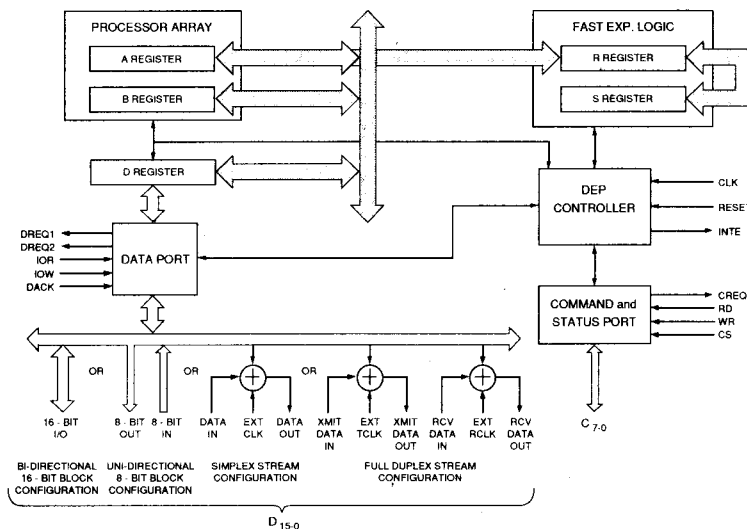 PROCESSOR ARRAY
A REGISTER
B REGISTER
FAST EXP. LOGIC
R REGISTER
S REGISTER
D REGISTER
DEP
CONTROLLER
CLK
RESET
INTE
DATA PORT
DREQ1
DREQ2
IOR
IOW
DACK
COMMAND and
STATUS PORT
CREQ
RD
WR
CS
C7-0
OR
OR
OR
16 - BIT
I/O
8 - BIT
OUT
8 - BIT
IN
DATA
IN
EXT
CLK
DATA
OUT
XMIT
DATA
IN
EXT
TCLK
XMIT
DATA
OUT
RCV
DATA
IN
EXT
RCLK
RCV
DATA
OUT
BI-DIRECTIONAL
16 - BIT BLOCK
CONFIGURATION
UNI-DIRECTIONAL
8 - BIT BLOCK
CONFIGURATION
SIMPLEX STREAM
CONFIGURATION
FULL DUPLEX STREAM
CONFIGURATION
D15-0